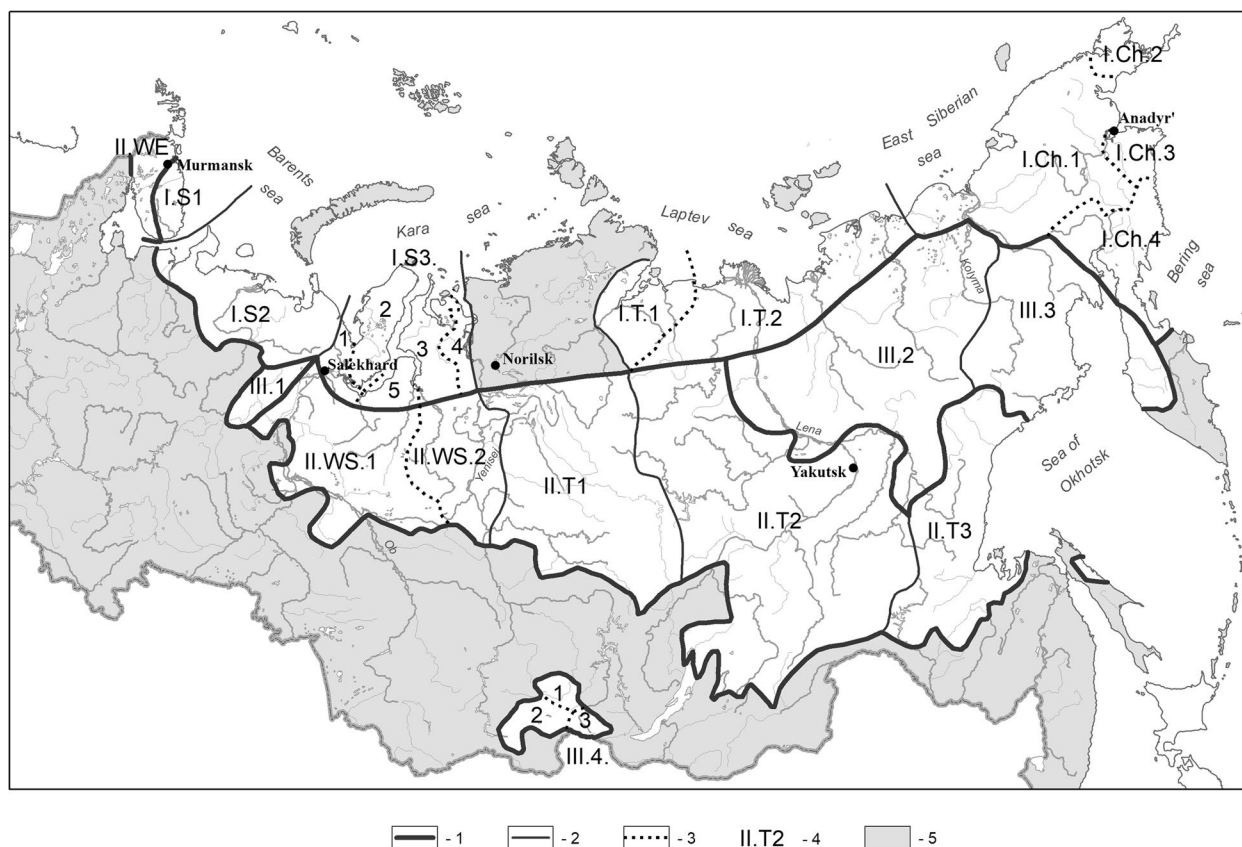 I.Ch.2
East Siberian
sea
Anadyr'
II.WE
Murmansk
Barents
sea
I.Ch.1
I.Ch.3
I.S1
Laptev sea
Kara sea
I.S3.
I.Ch.4
Bering
sea
Kolyma
I.S2
2
I.T.1
I.T.2
III.3
1
3
4
Norilsk
III.2
Salekhard
III.1
5
Lena
Sea of
Okhotsk
II.WS.1
II.WS.2
Yenisei
Yakutsk
II.T1
II.T2
II.T3
Ob
1
2
3
III.4.
- 1
- 2
- 3
II.T2 - 4
- 5